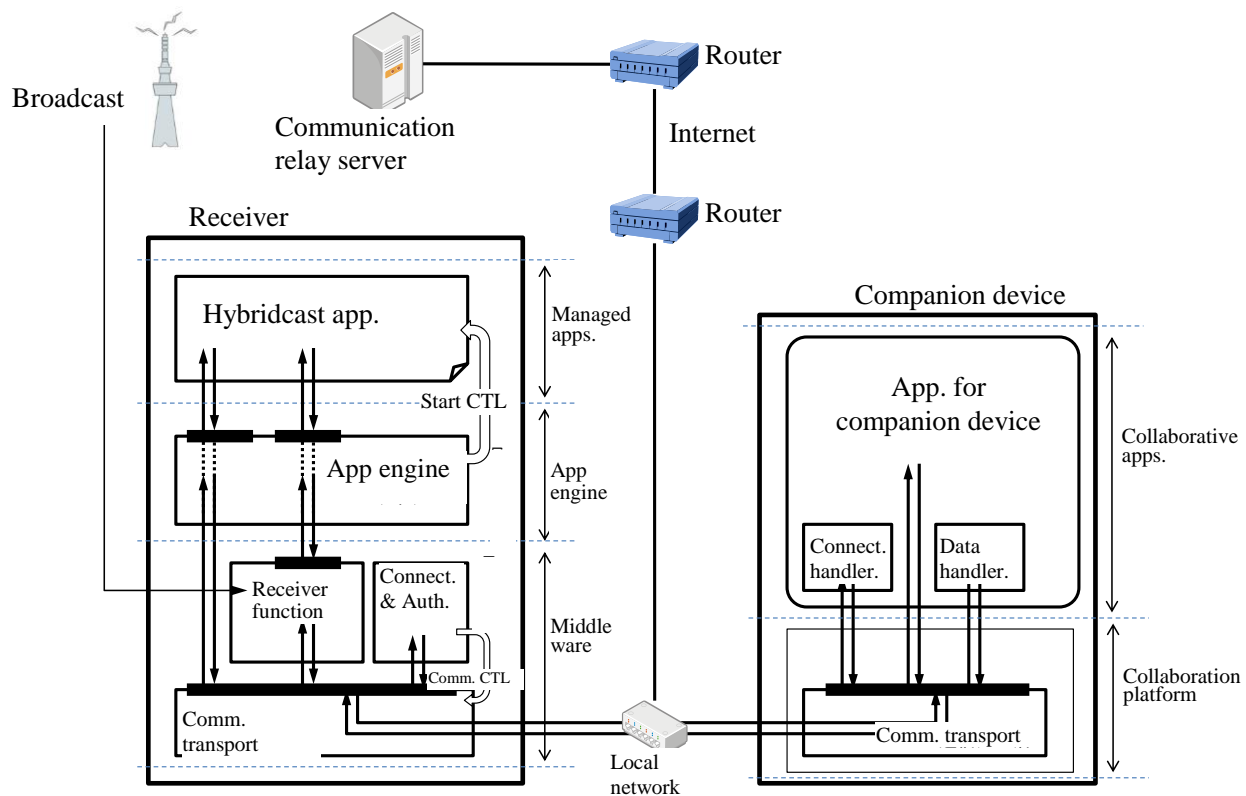 Broadcast
Communication
relay server
Router
Internet
Router
Receiver
Hybridcast app.
Managed
apps.
Start CTL
App engine
App
engine
Receiver
function
Connect.
& Auth.
Middle
ware
Comm. CTL
Comm.
transport
Local
network
Companion device
App. for
companion device
Collaborative
apps.
Connect.
handler.
Data
handler.
Collaboration
platform
Comm. transport